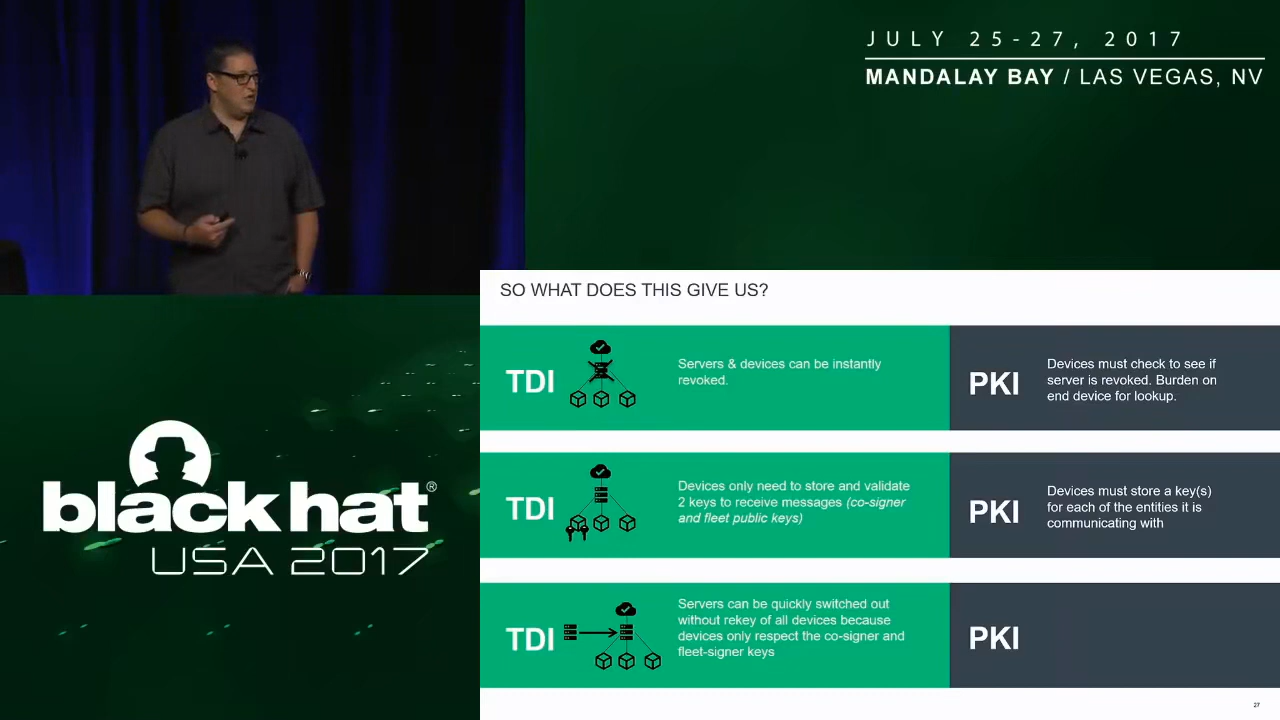 JULY 25-27, 2017
MANDALAY BAY / LAS VEGAS, NV
SO WHAT DOES THIS GIVE US?
TDI
Servers & devices can be instantly
revoked.
PKI
Devices must check to see if
server is revoked. Burden on
end device for lookup.
TDI
Devices only need to store and validate
2 keys to receive messages (co-signer
and fleet public keys)
PKI
Devices must store a key(s)
for each of the entities it is
communicating with
TDI
Servers can be quickly switched out
without rekey of all devices because
devices only respect the co-signer and
fleet-signer keys
PKI
27
black hat®
USA 2017